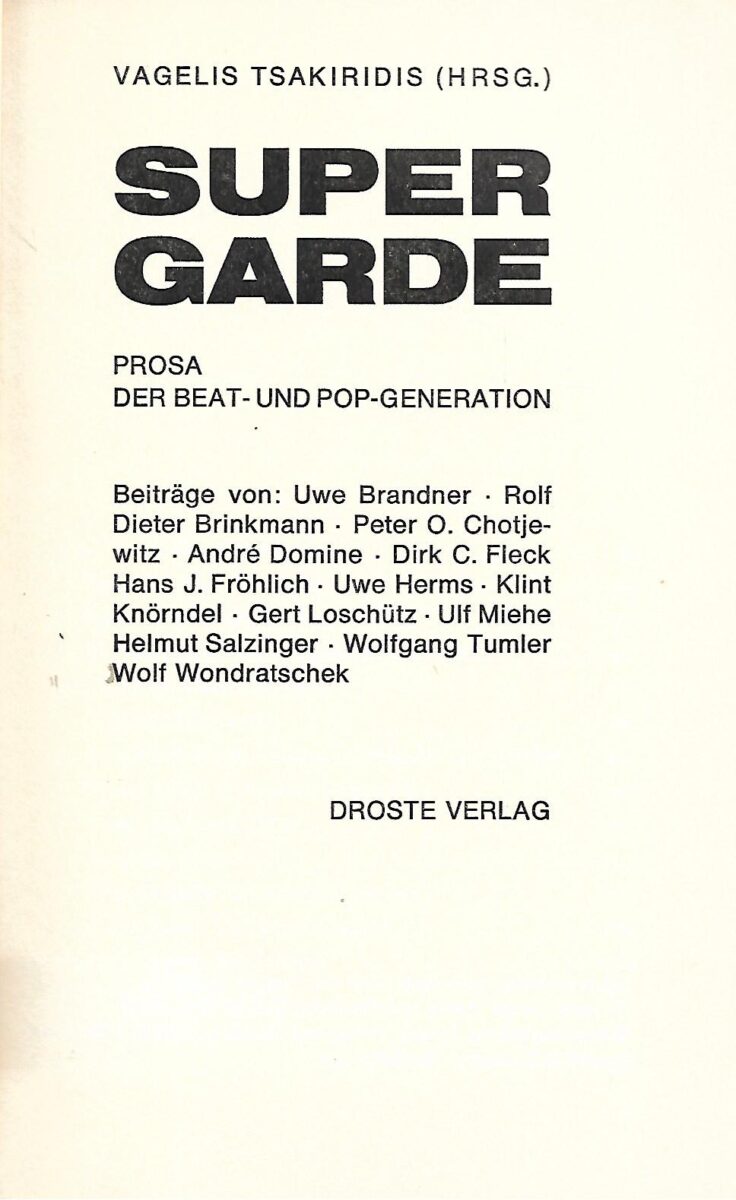 VAGELIS TSAKIRIDIS (HRSG.)
SUPER
GARDE
PROSA
DER BEAT- UND POP-GENERATION
Beiträge von: Uwe Brandner · Rolf
Dieter Brinkmann · Peter O. Chotje-
witz · André Domine · Dirk C. Fleck
Hans J. Fröhlich · Uwe Herms · Klint
Knörndel · Gert Loschütz · Ulf Miehe
Helmut Salzinger · Wolfgang Tumler
Wolf Wondratschek
DROSTE VERLAG